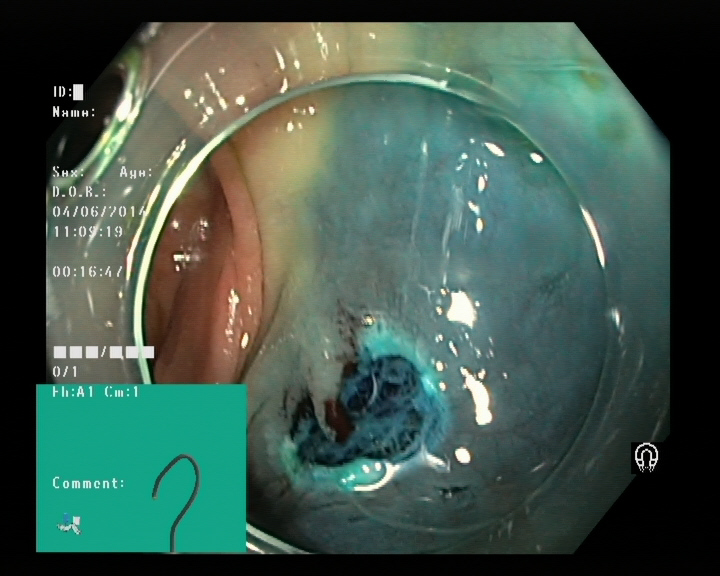 ID:
Name:
Sex: Age:
D.O.B.:
04/06/2014
11:09:19
00:16:47
0/1
Eh:A1 Cm:1
Comment: